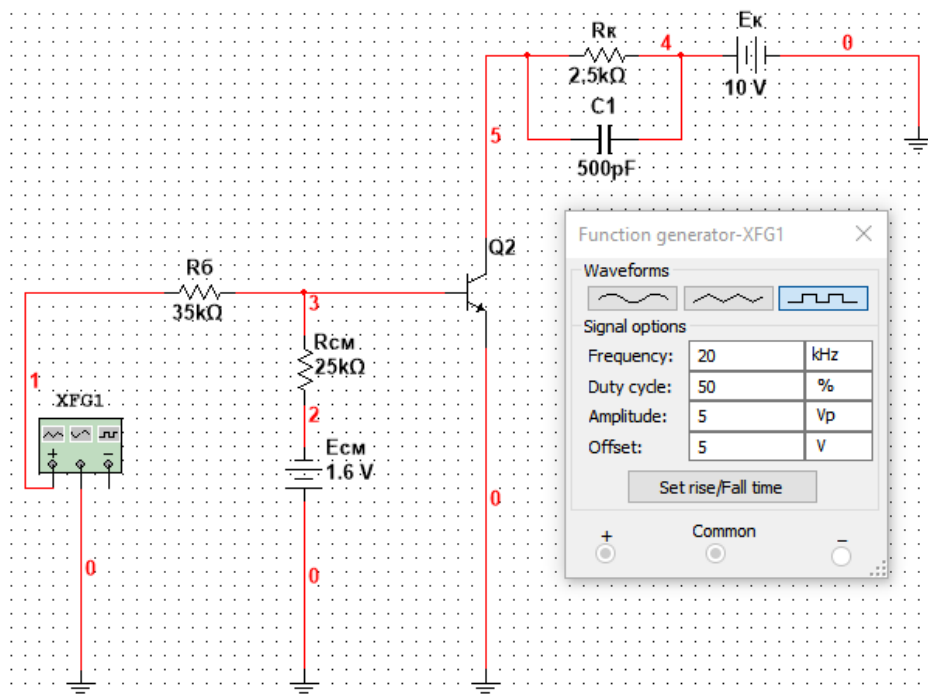 Eк
Rк
4
0
2,5kΩ
10 V
C1
5
500pF
Q2
Function generator-XFG1
Waveforms
Rб
35kΩ
3
Signal options
Rсм
25kΩ
Frequency:
20
kHz
1
Duty cycle:
50
%
XFG1
2
Amplitude:
5
Vp
Eсм
1.6 V
Offset:
5
V
+
−
0
Set rise/Fall time
0
0
+
Common
−